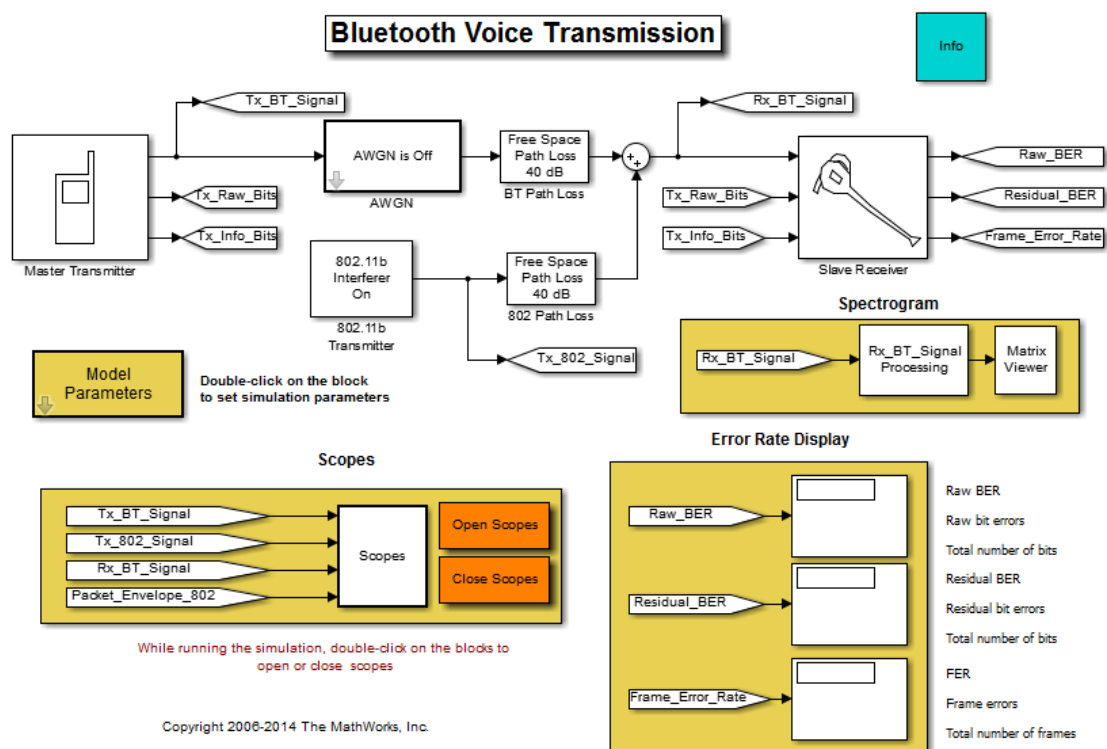 Bluetooth Voice Transmission
Info
Tx_BT_Signal
Rx_BT_Signal
AWGN is Off
AWGN
Free Space
Path Loss
40 dB
BT Path Loss
Raw_BER
Tx_Raw_Bits
Tx_Raw_Bits
Residual_BER
Tx_Info_Bits
Tx_Info_Bits
Frame_Error_Rate
Master Transmitter
Slave Receiver
802.11b
Interferer
On
802.11b
Transmitter
Free Space
Path Loss
40 dB
802 Path Loss
Tx_802_Signal
Spectrogram
Rx_BT_Signal
Rx_BT_Signal
Processing
Matrix
Viewer
Model
Parameters
Double-click on the block
to set simulation parameters
Scopes
Tx_BT_Signal
Tx_802_Signal
Rx_BT_Signal
Packet_Envelope_802
Scopes
Open Scopes
Close Scopes
While running the simulation, double-click on the blocks to
open or close scopes
Copyright 2006-2014 The MathWorks, Inc.
Error Rate Display
Raw_BER
Raw BER
Raw bit errors
Total number of bits
Residual_BER
Residual BER
Residual bit errors
Total number of bits
Frame_Error_Rate
FER
Frame errors
Total number of frames